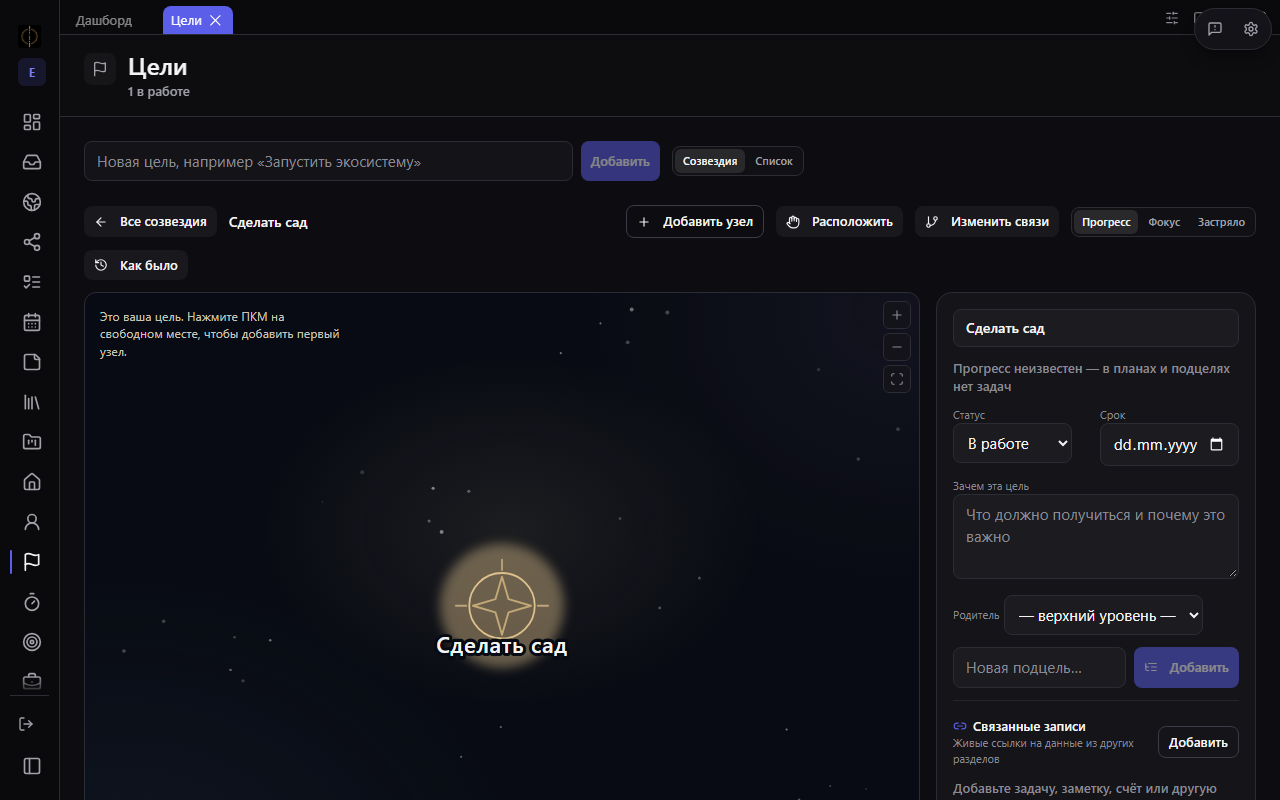 Дашборд
Цели
Е
Цели
1 в работе
Новая цель, например «Запустить экосистему»
Добавить
Созвездия
Список
Все созвездия
Сделать сад
Добавить узел
Расположить
Изменить связи
Прогресс
Фокус
Застряло
Как было
Это ваша цель. Нажмите ПКМ на
свободном месте, чтобы добавить первый
узел.
Сделать сад
Сделать сад
Прогресс неизвестен — в планах и подцелях
нет задач
Статус
Срок
В работе
dd.mm.yyyy
Зачем эта цель
Что должно получиться и почему это
важно
Родитель
— верхний уровень —
Новая подцель...
Добавить
Связанные записи
Живые ссылки на данные из других
разделов
Добавить
Добавьте задачу, заметку, счёт или другую